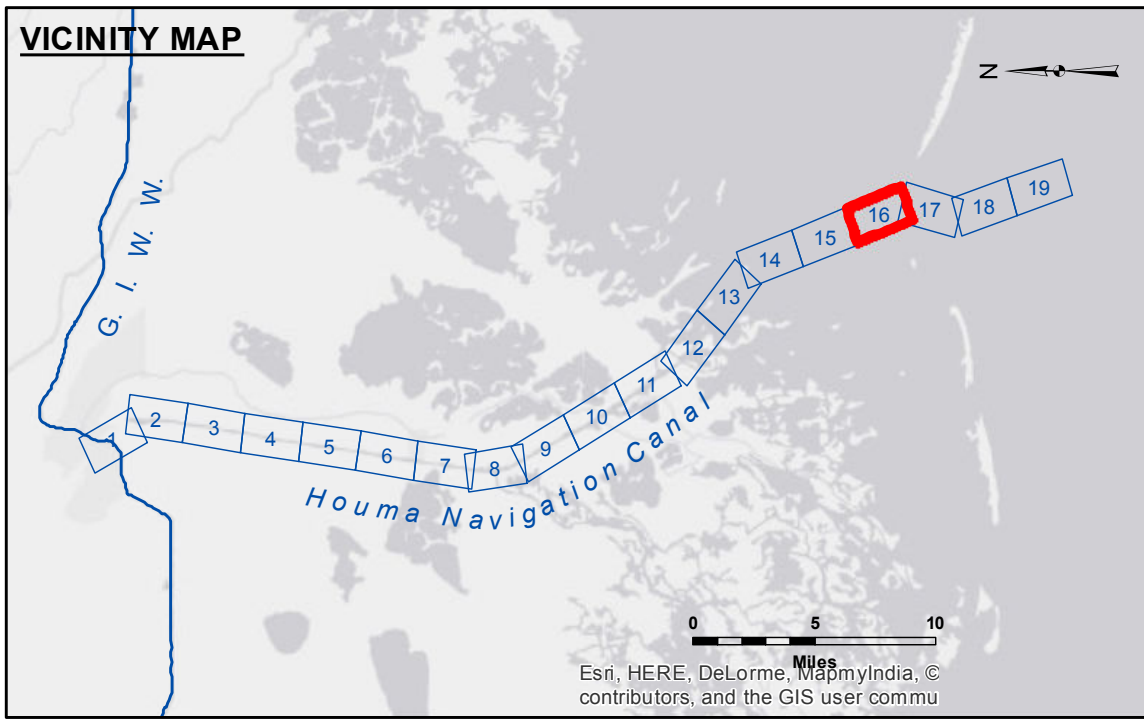 VICINITY MAP
N
G. I. W. W.
1
2
3
4
5
6
7
8
9
10
11
12
13
14
15
16
17
18
19
Houma Navigation Canal
0 5 10
Miles
Esri, HERE, DeLorme, MapmyIndia, ©
contributors, and the GIS user commu